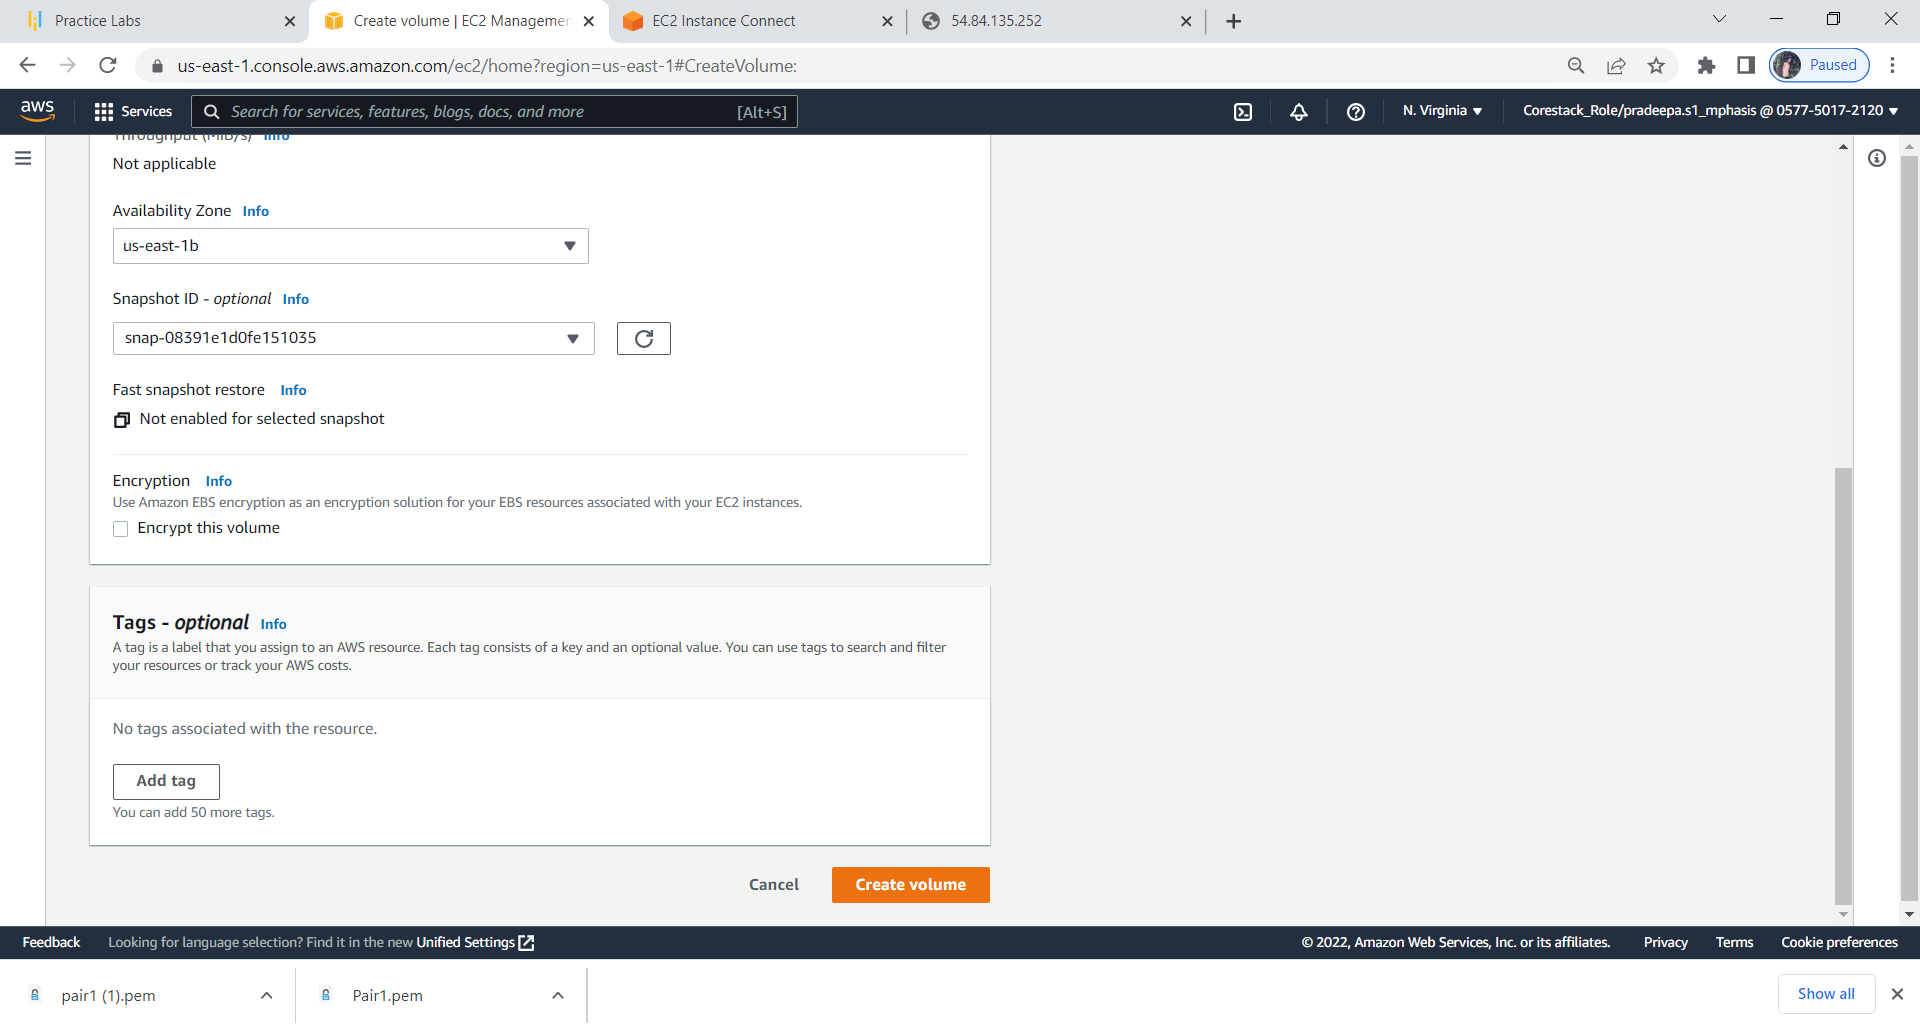 Practice Labs
Create volume | EC2 Managemen
EC2 Instance Connect
54.84.135.252
us-east-1.console.aws.amazon.com/ec2/home?region=us-east-1#CreateVolume:
Paused
aws
Services
Search for services, features, blogs, docs, and more
[Alt+S]
N. Virginia
Corestack_Role/pradeepa.s1_mphasis @ 0577-5017-2120
Throughput (MiB/s) Info
Not applicable
Availability Zone Info
us-east-1b
Snapshot ID - optional Info
snap-08391e1d0fe151035
Fast snapshot restore Info
Not enabled for selected snapshot
Encryption Info
Use Amazon EBS encryption as an encryption solution for your EBS resources associated with your EC2 instances.
Encrypt this volume
Tags - optional Info
A tag is a label that you assign to an AWS resource. Each tag consists of a key and an optional value. You can use tags to search and filter
your resources or track your AWS costs.
No tags associated with the resource.
Add tag
You can add 50 more tags.
Cancel
Create volume
Feedback
Looking for language selection? Find it in the new Unified Settings
© 2022, Amazon Web Services, Inc. or its affiliates.
Privacy
Terms
Cookie preferences
pair1 (1).pem
Pair1.pem
Show all